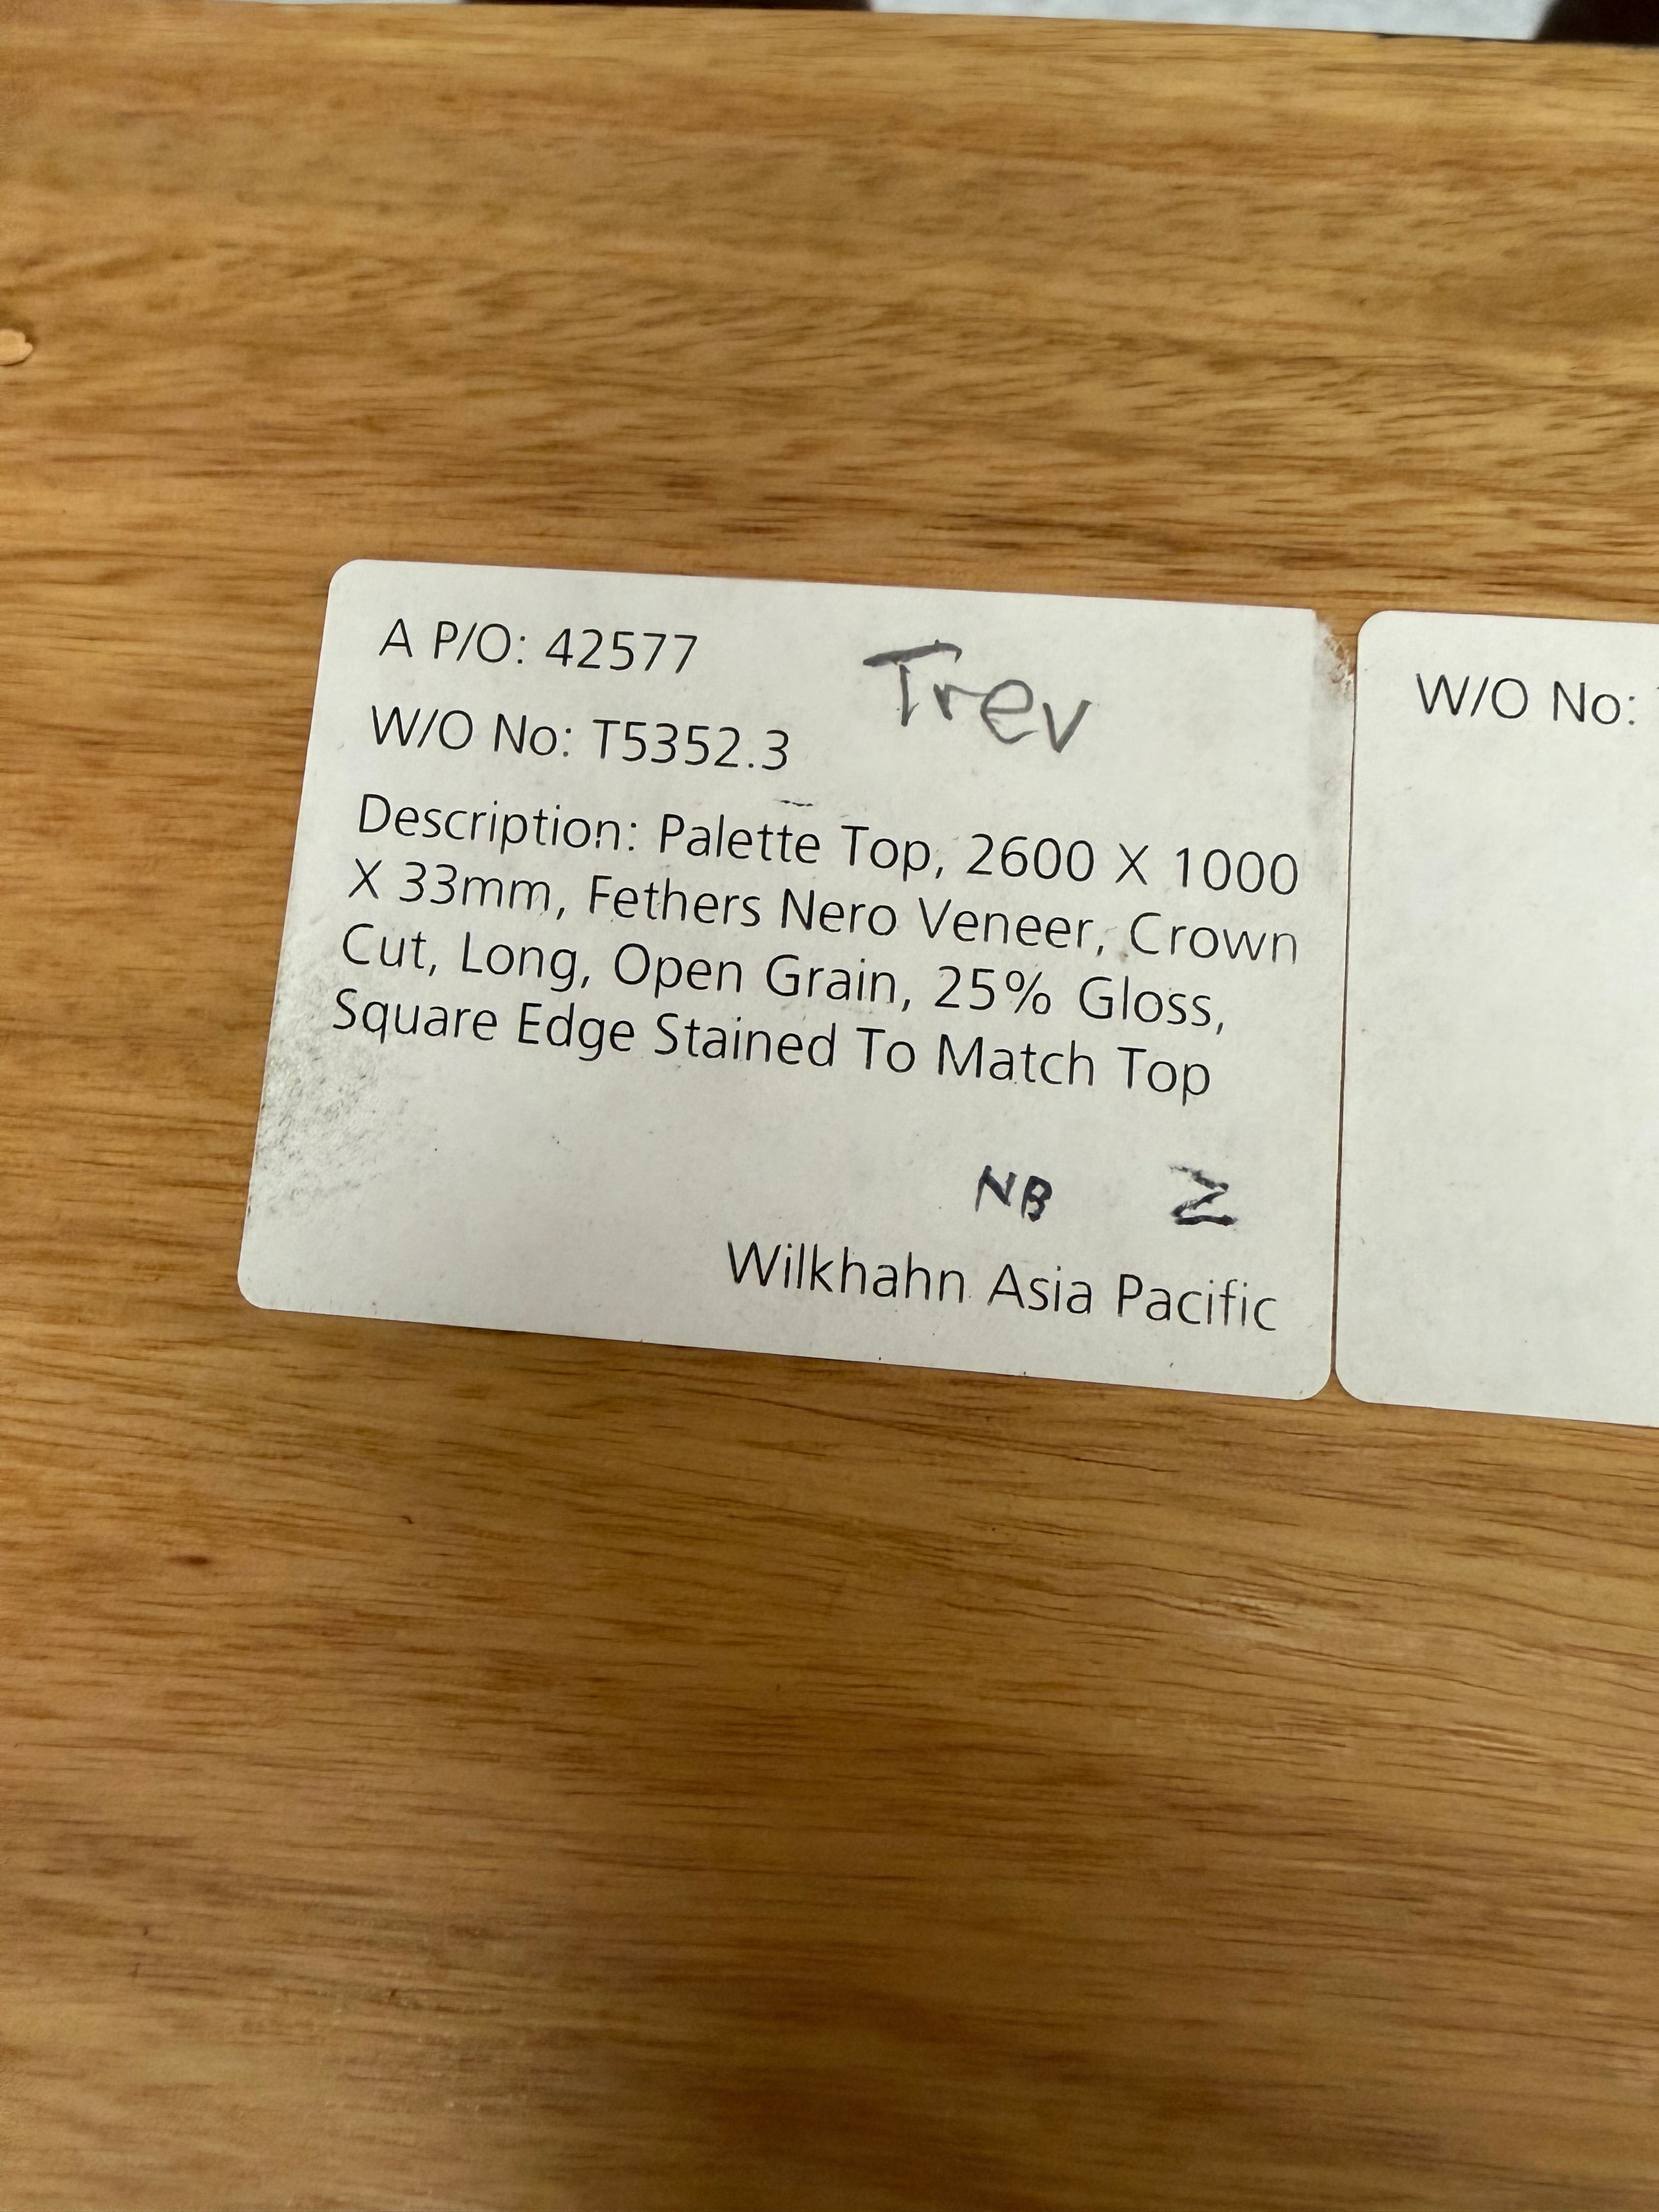 A P/O: 42577
Trev
W/O No: T5352.3
Description: Palette Top, 2600 X 1000
X 33mm, Fethers Nero Veneer, Crown
Cut, Long, Open Grain, 25% Gloss,
Square Edge Stained To Match Top
NB Z
Wilkhahn Asia Pacific
W/O No: